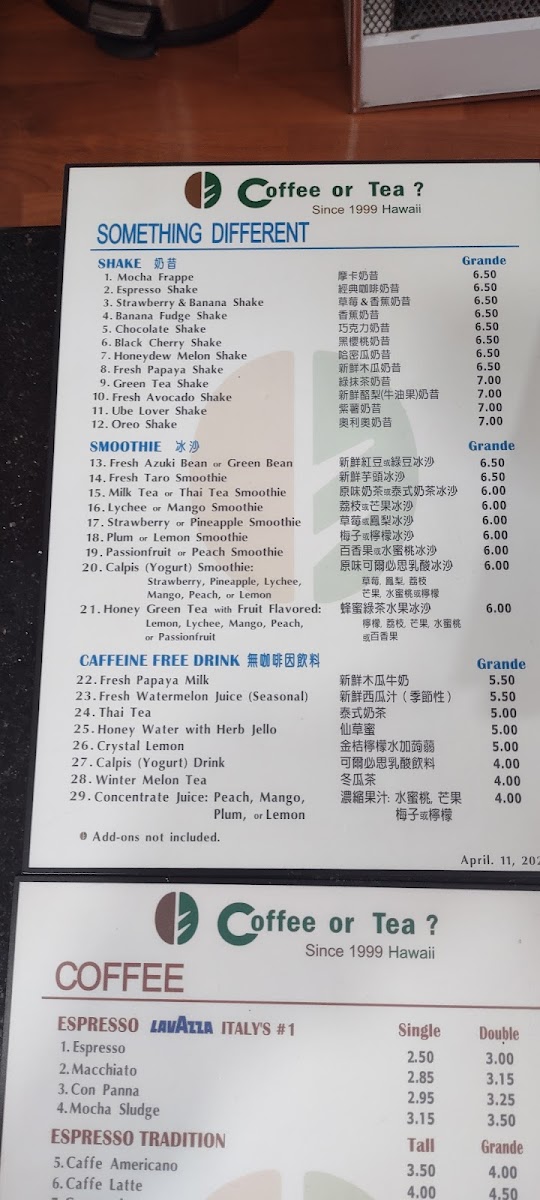 Coffee or Tea ?
Since 1999 Hawaii
SOMETHING DIFFERENT
SHAKE 奶昔 Grande
1. Mocha Frappe 摩卡奶昔 6.50
2. Espresso Shake 經典咖啡奶昔 6.50
3. Strawberry & Banana Shake 草莓&香蕉奶昔 6.50
4. Banana Fudge Shake 香蕉奶昔 6.50
5. Chocolate Shake 巧克力奶昔 6.50
6. Black Cherry Shake 黑櫻桃奶昔 6.50
7. Honeydew Melon Shake 哈密瓜奶昔 6.50
8. Fresh Papaya Shake 新鮮木瓜奶昔 6.50
9. Green Tea Shake 綠抹茶奶昔 7.00
10. Fresh Avocado Shake 新鮮酪梨(牛油果)奶昔 7.00
11. Ube Lover Shake 紫薯奶昔 7.00
12. Oreo Shake 奧利奧奶昔 7.00
SMOOTHIE 冰沙 Grande
13. Fresh Azuki Bean or Green Bean 新鮮紅豆或綠豆冰沙 6.50
14. Fresh Taro Smoothie 新鮮芋頭冰沙 6.50
15. Milk Tea or Thai Tea Smoothie 原味奶茶或泰式奶茶冰沙 6.00
16. Lychee or Mango Smoothie 荔枝或芒果冰沙 6.00
17. Strawberry or Pineapple Smoothie 草莓或鳳梨冰沙 6.00
18. Plum or Lemon Smoothie 梅子或檸檬冰沙 6.00
19. Passionfruit or Peach Smoothie 百香果或水蜜桃冰沙 6.00
20. Calpis (Yogurt) Smoothie: 原味可爾必思乳酸冰沙 6.00
Strawberry, Pineapple, Lychee, 草莓, 鳳梨, 荔枝
Mango, Peach, or Lemon 芒果, 水蜜桃或檸檬
21. Honey Green Tea with Fruit Flavored: 蜂蜜綠茶水果冰沙 6.00
Lemon, Lychee, Mango, Peach, 檸檬, 荔枝, 芒果, 水蜜桃
or Passionfruit 或百香果
CAFFEINE FREE DRINK 無咖啡因飲料 Grande
22. Fresh Papaya Milk 新鮮木瓜牛奶 5.50
23. Fresh Watermelon Juice (Seasonal) 新鮮西瓜汁（季節性） 5.50
24. Thai Tea 泰式奶茶 5.00
25. Honey Water with Herb Jello 仙草蜜 5.00
26. Crystal Lemon 金桔檸檬水加蒟蒻 5.00
27. Calpis (Yogurt) Drink 可爾必思乳酸飲料 4.00
28. Winter Melon Tea 冬瓜茶 4.00
29. Concentrate Juice: Peach, Mango, 濃縮果汁: 水蜜桃, 芒果 4.00
Plum, or Lemon 梅子或檸檬
Add-ons not included.
April. 11, 202
Coffee or Tea ?
Since 1999 Hawaii
COFFEE
ESPRESSO LAVAZZA ITALY'S #1 Single Double
1. Espresso 2.50 3.00
2. Macchiato 2.85 3.15
3. Con Panna 2.95 3.25
4. Mocha Sludge 3.15 3.50
ESPRESSO TRADITION Tall Grande
5. Caffe Americano 3.50 4.00
6. Caffe Latte 4.00 4.50